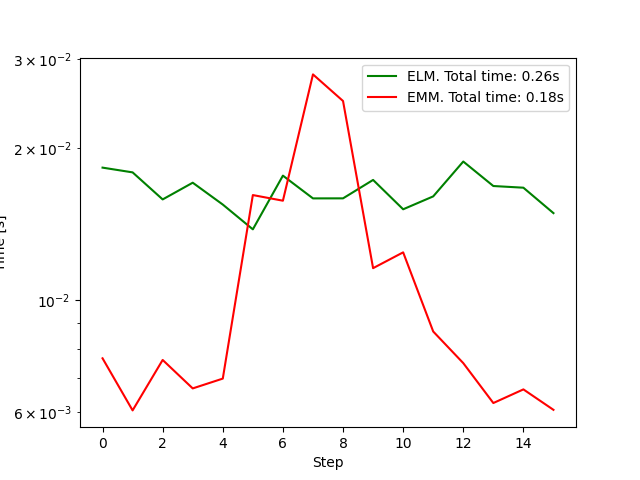 3 × 10⁻²
2 × 10⁻²
10⁻²
6 × 10⁻³
ELM. Total time: 0.26s
EMM. Total time: 0.18s
0 2 4 6 8 10 12 14
Step